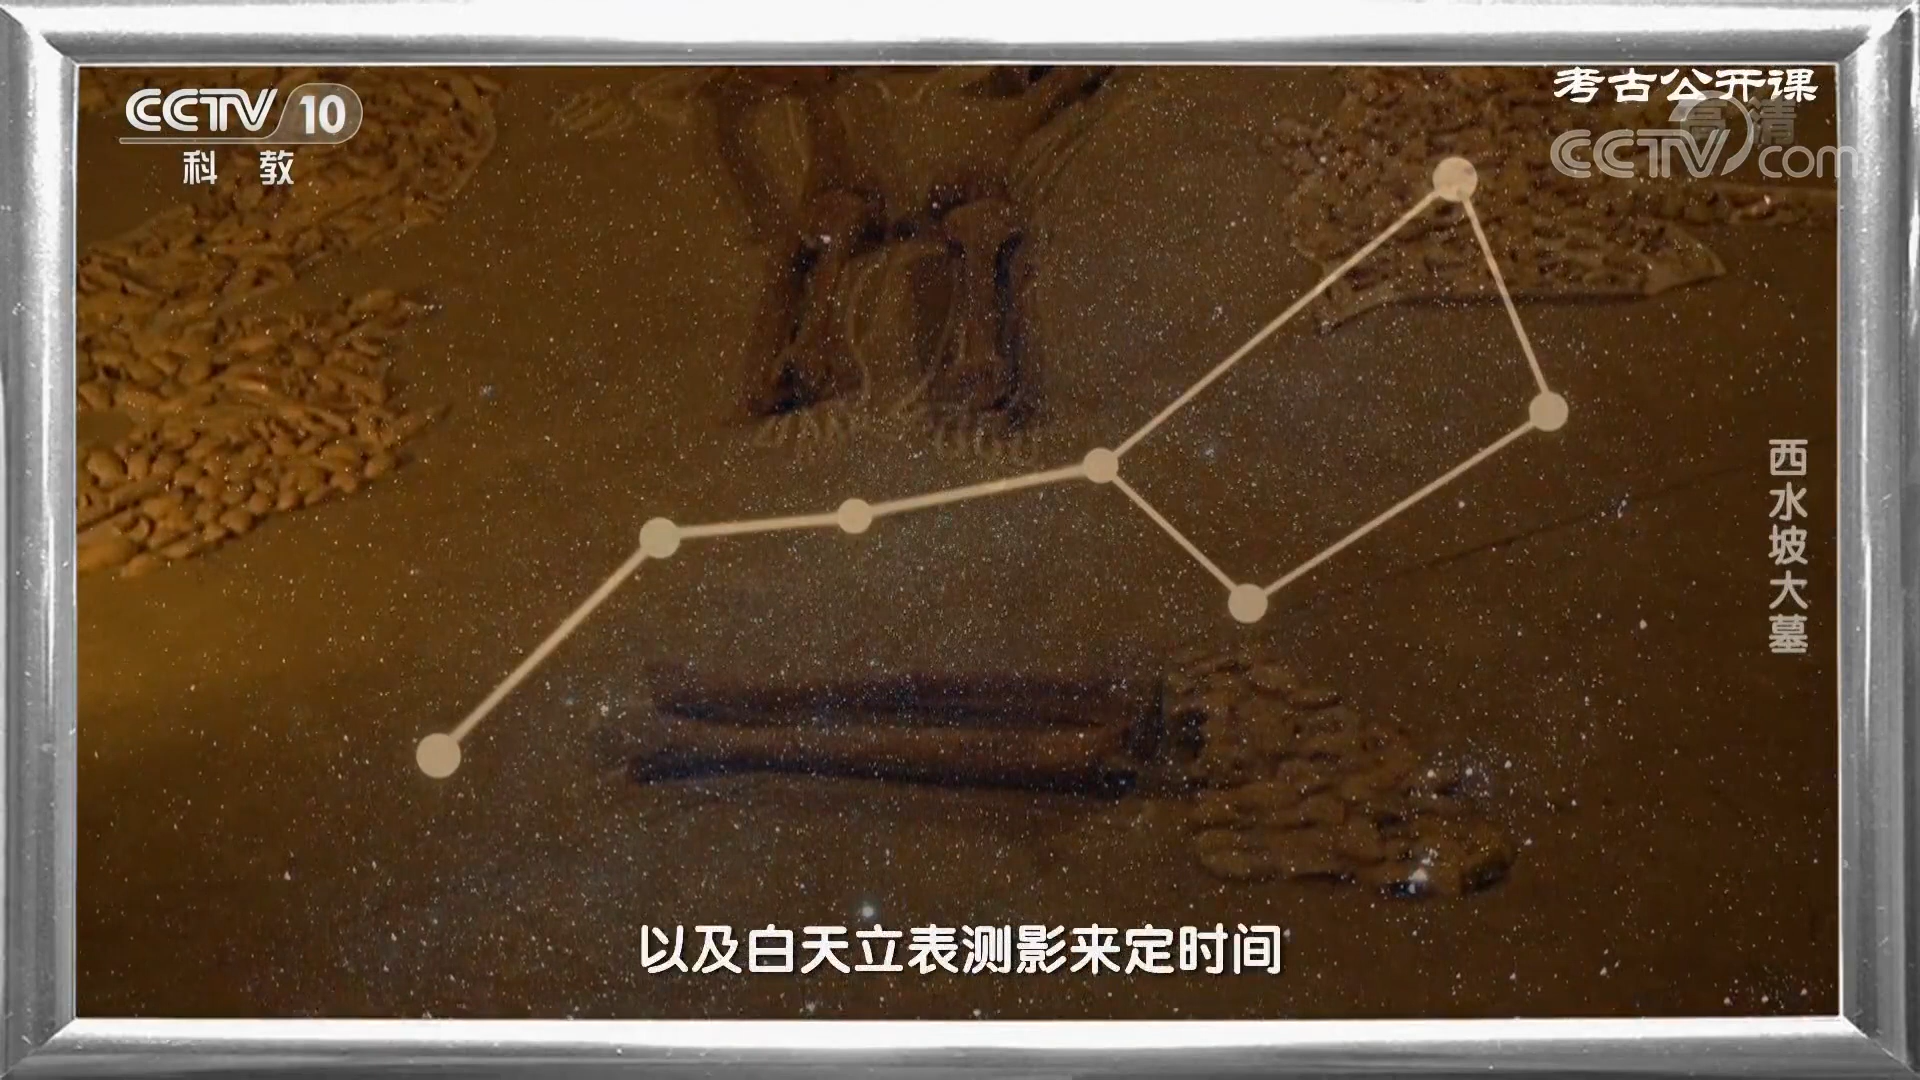 CCTV 10
科 教
考古公开课
高清
CCTV.com
西水坡大墓
以及白天立表测影来定时间